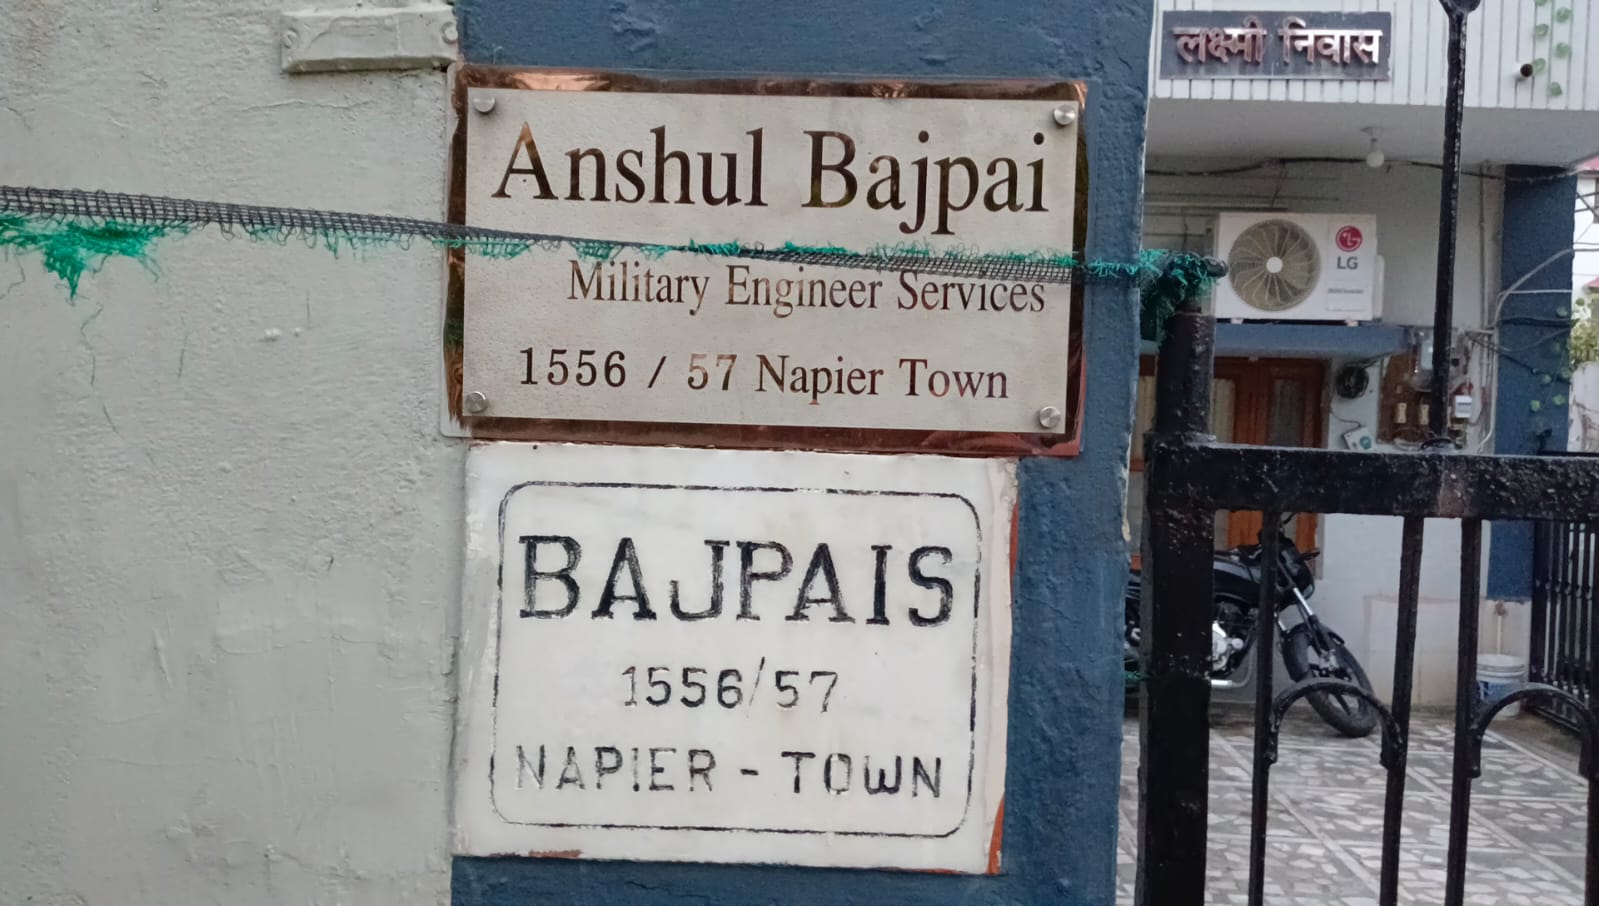 Anshul Bajpai
Military Engineer Services
1556 / 57 Napier Town
BAJPAIS
1556/57
NAPIER - TOWN
लक्ष्मी निवास
LG